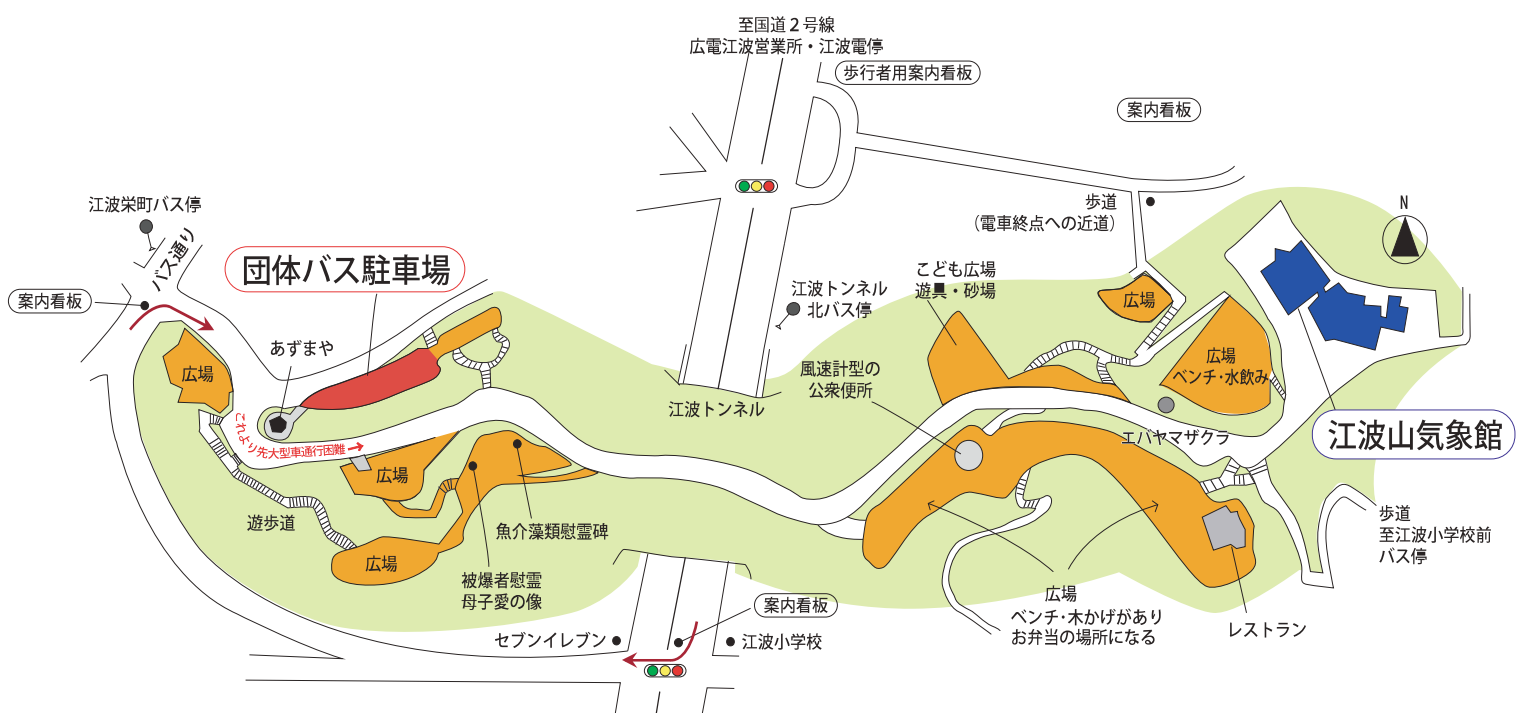 至国道２号線
広電江波営業所・江波電停
歩行者用案内看板
案内看板
江波栄町バス停
バス通り
団体バス駐車場
案内看板
歩道
（電車終点への近道）
N
こども広場
遊具・砂場
江波トンネル
北バス停
広場
あずまや
広場
風速計型の
公衆便所
広場
ベンチ・水飲み
江波トンネル
エバヤマザクラ
江波山気象館
これより先大型車通行困難
広場
遊歩道
魚介藻類慰霊碑
広場
被爆者慰霊
母子愛の像
歩道
至江波小学校前
バス停
広場
ベンチ・木かげがあり
お弁当の場所になる
レストラン
案内看板
セブンイレブン
江波小学校